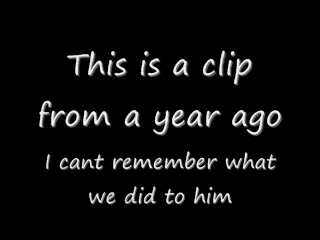 This is a clip
from a year ago
I cant remember what
we did to him